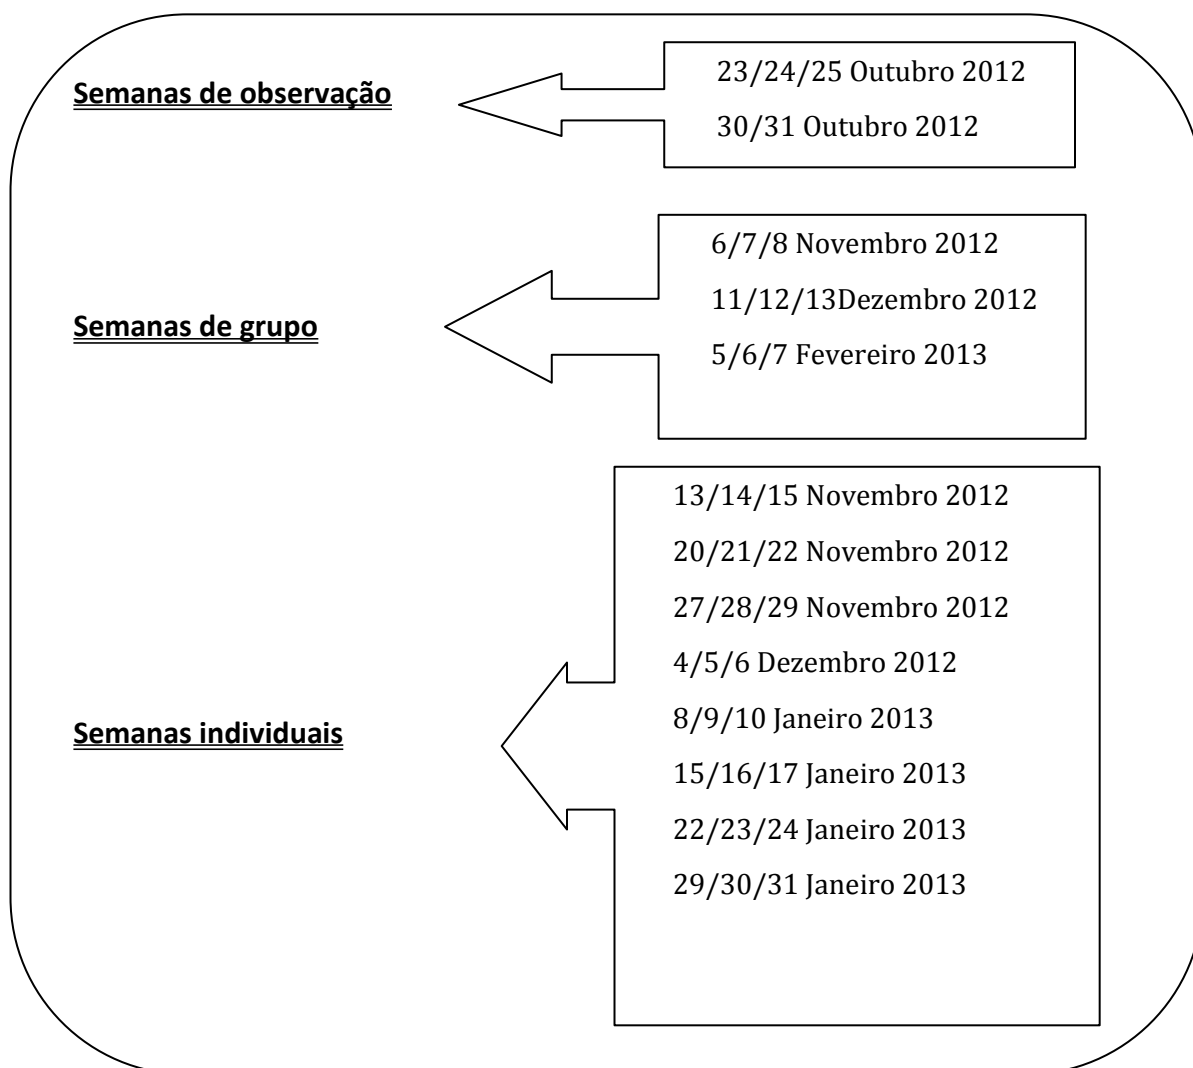 Semanas de observação
23/24/25 Outubro 2012
30/31 Outubro 2012
Semanas de grupo
6/7/8 Novembro 2012
11/12/13Dezembro 2012
5/6/7 Fevereiro 2013
Semanas individuais
13/14/15 Novembro 2012
20/21/22 Novembro 2012
27/28/29 Novembro 2012
4/5/6 Dezembro 2012
8/9/10 Janeiro 2013
15/16/17 Janeiro 2013
22/23/24 Janeiro 2013
29/30/31 Janeiro 2013